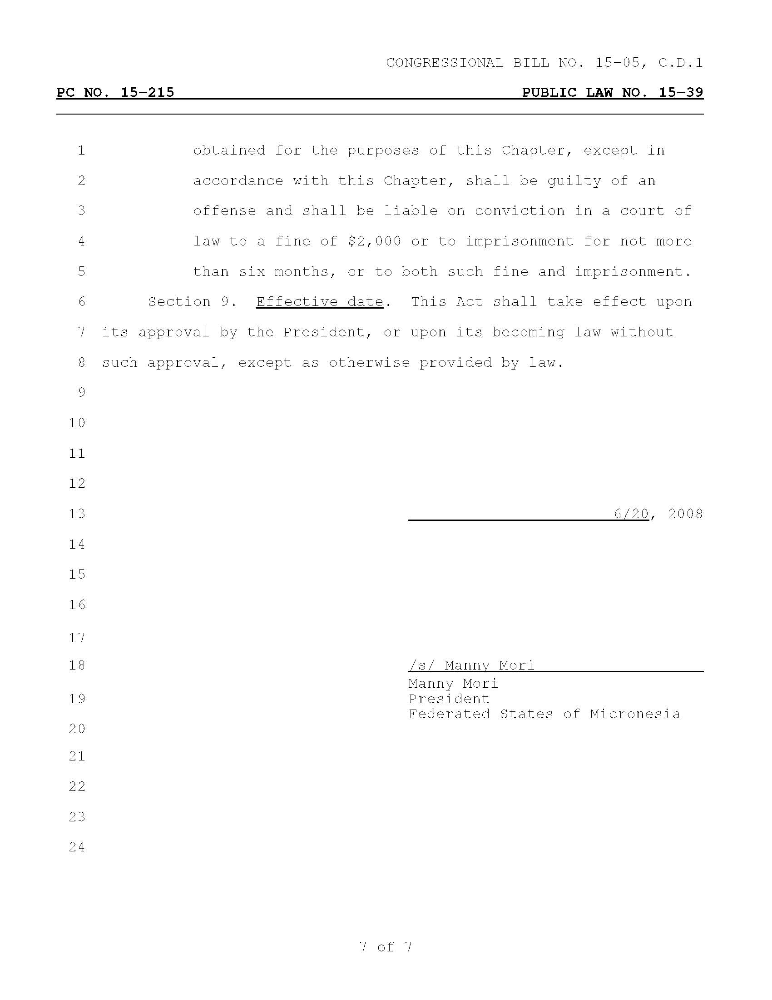 CONGRESSIONAL BILL NO. 15-05, C.D.1
PC NO. 15-215 PUBLIC LAW NO. 15-39
1 obtained for the purposes of this Chapter, except in
2 accordance with this Chapter, shall be guilty of an
3 offense and shall be liable on conviction in a court of
4 law to a fine of $2,000 or to imprisonment for not more
5 than six months, or to both such fine and imprisonment.
6 Section 9. Effective date. This Act shall take effect upon
7 its approval by the President, or upon its becoming law without
8 such approval, except as otherwise provided by law.
9
10
11
12
13 6/20, 2008
14
15
16
17
18 /s/ Manny Mori
Manny Mori
19 President
Federated States of Micronesia
20
21
22
23
24
7 of 7